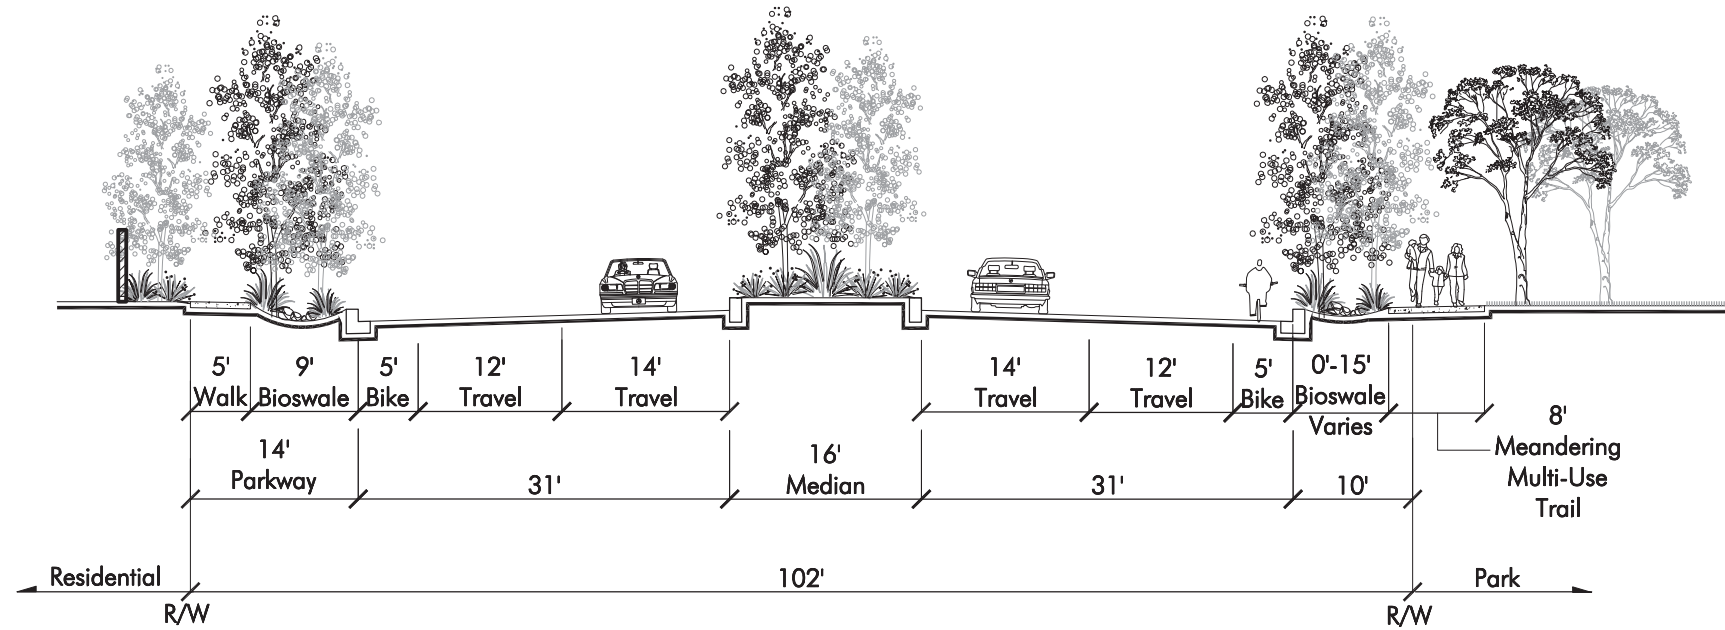 5' 9' 5' 12' 14' 14' 12' 5' 0'-15'
Walk Bioswale Bike Travel Travel Travel Travel Bike Bioswale
Varies
8'
Meandering
Multi-Use
Trail
14'
Parkway
31'
16'
Median
31'
10'
Residential
102'
Park
R/W
R/W